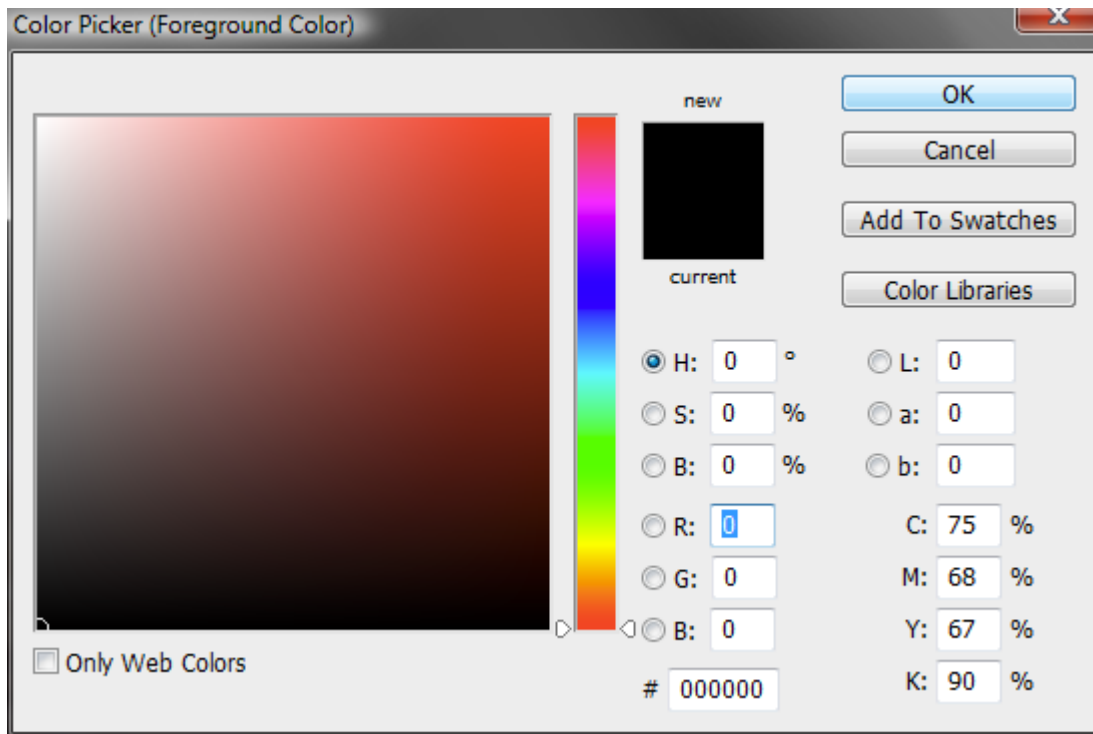 Color Picker (Foreground Color)
x
new
current
OK
Cancel
Add To Swatches
Color Libraries
H: 0 °
S: 0 %
B: 0 %
R: 0
G: 0
B: 0
# 000000
L: 0
a: 0
b: 0
C: 75 %
M: 68 %
Y: 67 %
K: 90 %
Only Web Colors